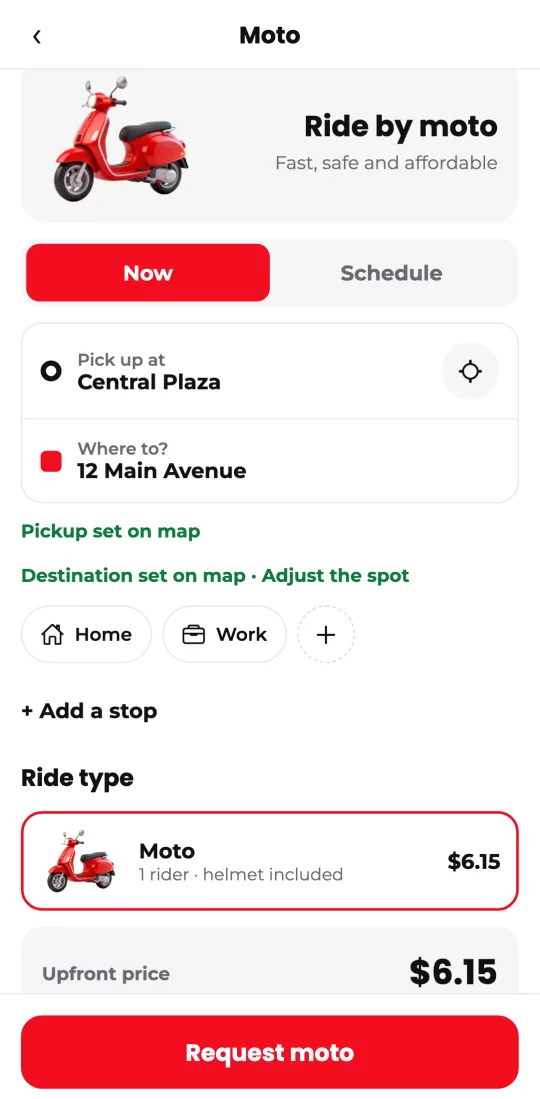 Moto
Ride by moto
Fast, safe and affordable
Now
Schedule
Pick up at
Central Plaza
Where to?
12 Main Avenue
Pickup set on map
Destination set on map · Adjust the spot
Home
Work
+ Add a stop
Ride type
Moto
1 rider · helmet included
$6.15
Upfront price
$6.15
Request moto